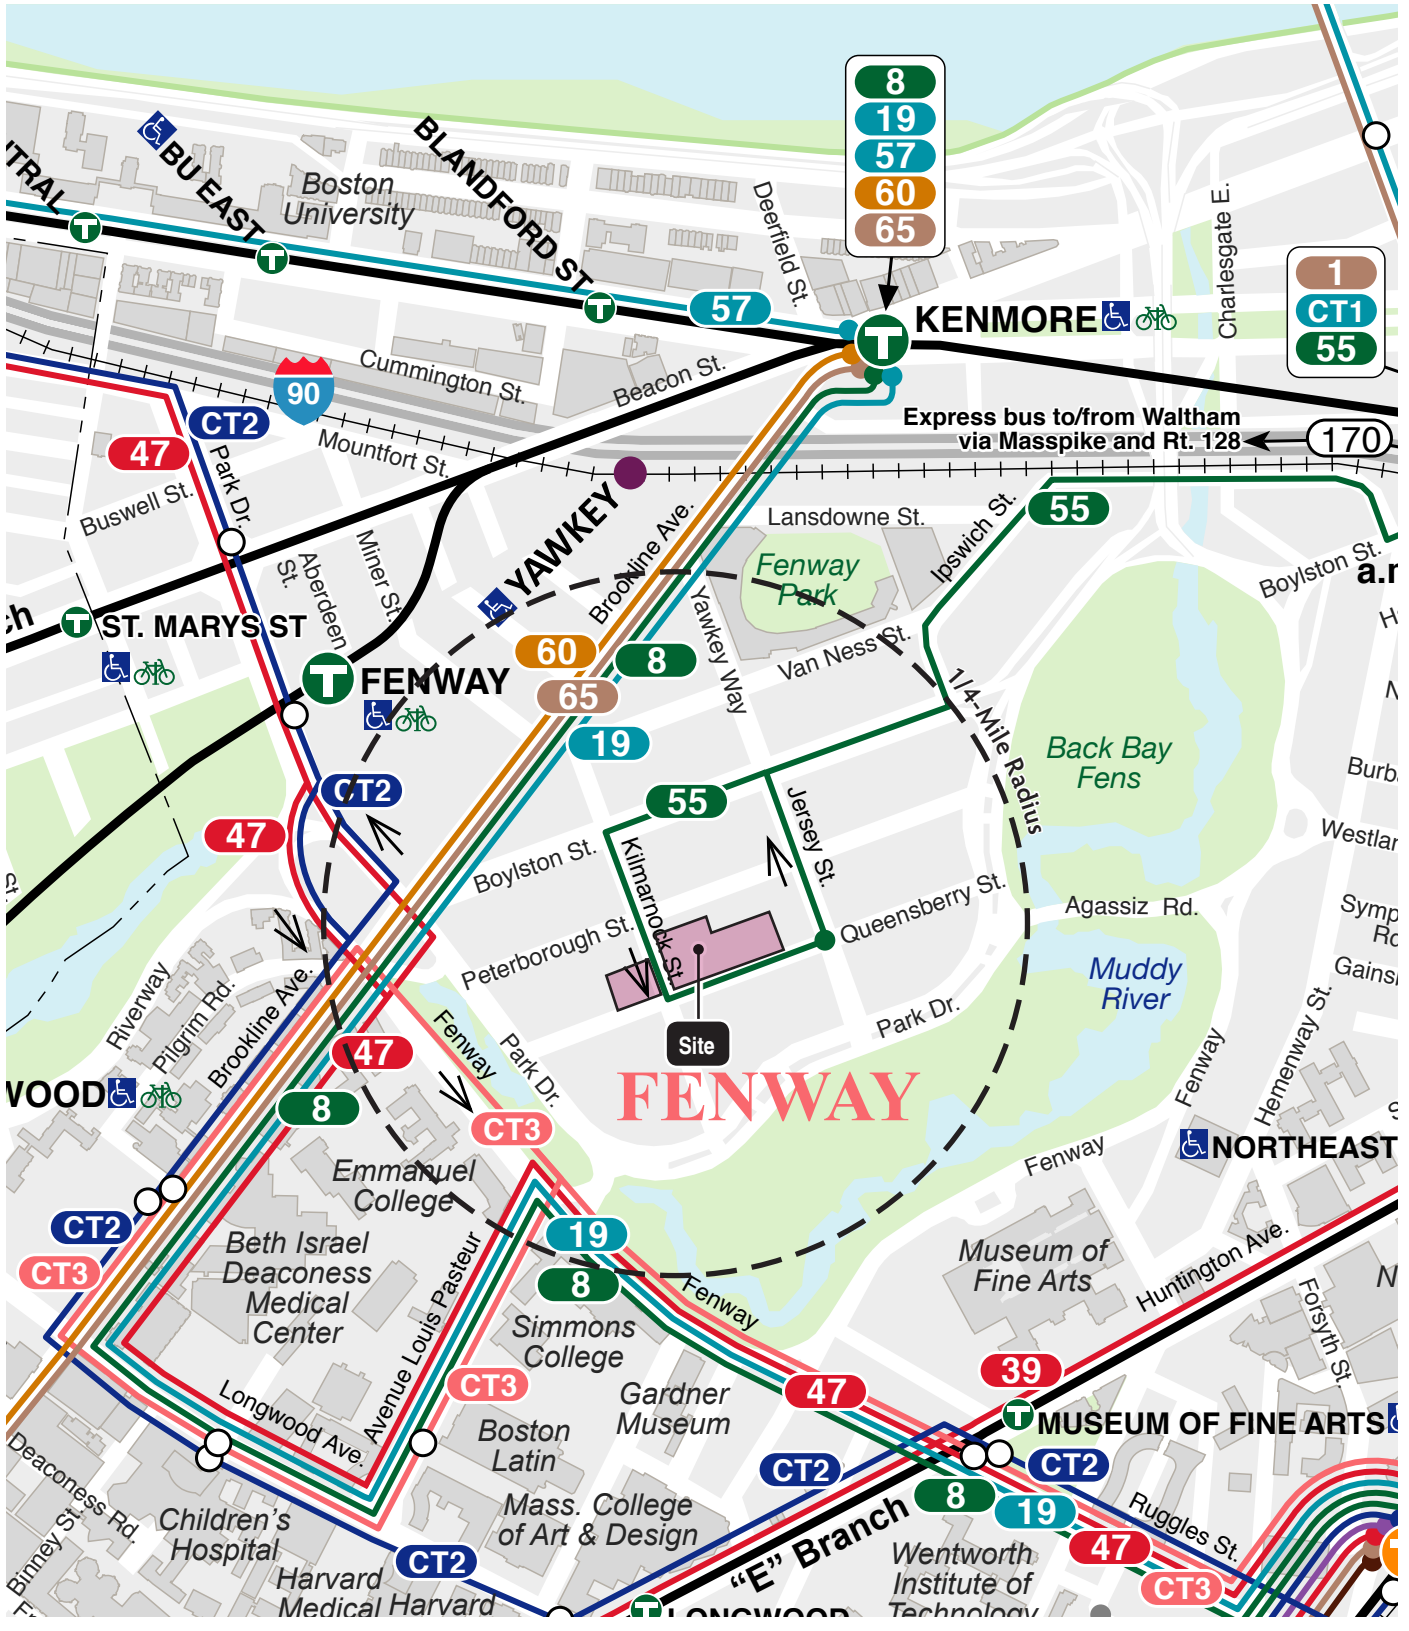 8
19
57
60
65
BU EAST
BLANDFORD ST
Boston
University
Deerfield St.
Charlesgate E.
57
KENMORE
1
CT1
55
90
Cummington St.
Beacon St.
Mountfort St.
Express bus to/from Waltham
via Masspike and Rt. 128
170
CT2
47
Park Dr.
Buswell St.
YAWKEY
Brookline Ave.
Lansdowne St.
Ipswich St.
55
Boylston St.
Fenway
Park
Miner St.
Aberdeen
St.
ST. MARYS ST
FENWAY
60
8
65
19
Yawkey Way
Van Ness St.
1/4-Mile Radius
Back Bay
Fens
CT2
47
55
Jersey St.
Kilmarnock St.
Boylston St.
Peterborough St.
Queensberry St.
Agassiz Rd.
Muddy
River
Site
FENWAY
Park Dr.
Riverway
Pilgrim Rd.
Brookline Ave.
Fenway
Park Dr.
47
8
CT3
Fenway
Hemenway St.
Fenway
NORTHEAST
Emmanuel
College
CT2
CT3
Beth Israel
Deaconess
Medical
Center
Avenue Louis Pasteur
19
8
Fenway
Simmons
College
Museum of
Fine Arts
Huntington Ave.
Forsyth St.
39
47
CT3
Gardner
Museum
MUSEUM OF FINE ARTS
Longwood Ave.
Boston
Latin
CT2
CT2
8
19
47
CT3
Ruggles St.
Deaconess Rd.
Binney St.
Children's
Hospital
Mass. College
of Art & Design
CT2
"E" Branch
Wentworth
Institute of
Technology
Harvard
Medical Harvard
LONGWOOD